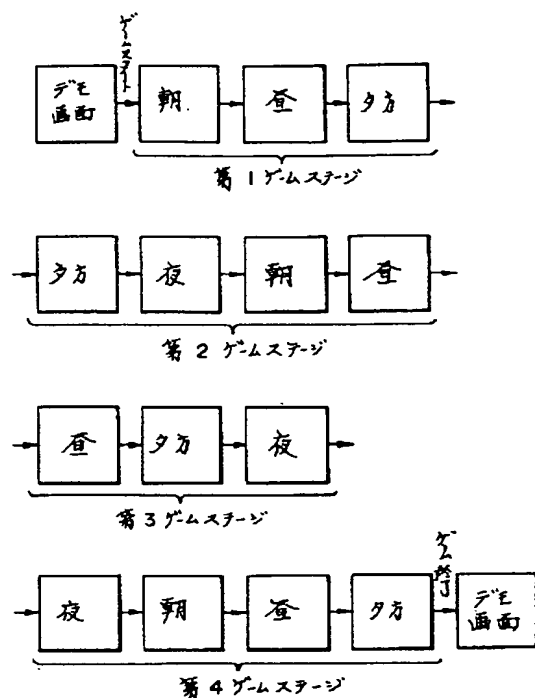 ゲームスタート
デモ画面 朝 昼 夕方
第1ゲームステージ
夕方 夜 朝 昼
第2ゲームステージ
昼 夕方 夜
第3ゲームステージ
ゲーム終了
夜 朝 昼 夕方 デモ画面
第4ゲームステージ